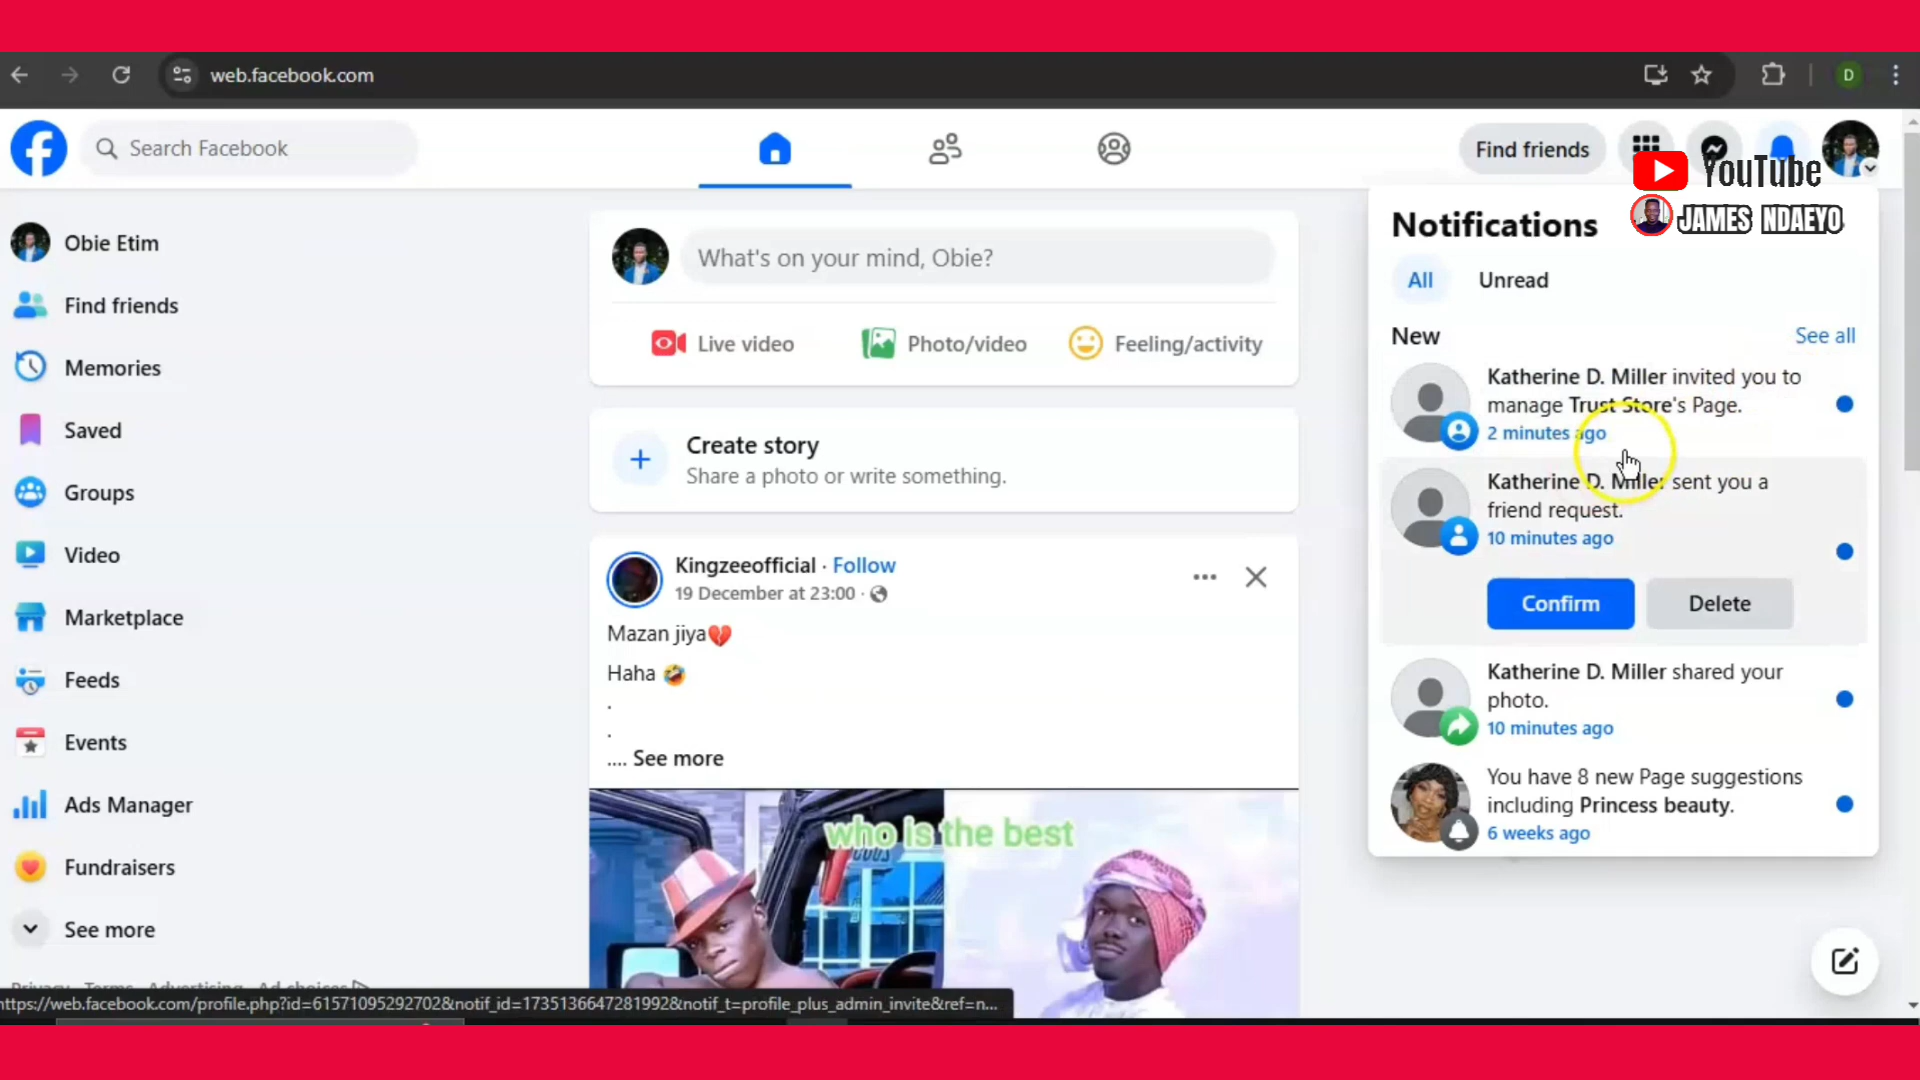 web.facebook.com
D
Search Facebook
Find friends
YouTube
JAMES NDAEYO
Obie Etim
Find friends
Memories
Saved
Groups
Video
Marketplace
Feeds
Events
Ads Manager
Fundraisers
See more
What's on your mind, Obie?
Live video
Photo/video
Feeling/activity
Create story
Share a photo or write something.
Kingzeeofficial · Follow
19 December at 23:00 ·
Mazan jiya💔
Haha 🤣
.
.
.... See more
who is the best
Notifications
All
Unread
New
See all
Katherine D. Miller invited you to
manage Trust Store's Page.
2 minutes ago
Katherine D. Miller sent you a
friend request.
10 minutes ago
Confirm
Delete
Katherine D. Miller shared your
photo.
10 minutes ago
You have 8 new Page suggestions
including Princess beauty.
6 weeks ago
Privacy Terms Advertising Ad choices
https://web.facebook.com/profile.php?id=61571095292702&notif_id=1735136647281992&notif_t=profile_plus_admin_invite&ref=n...